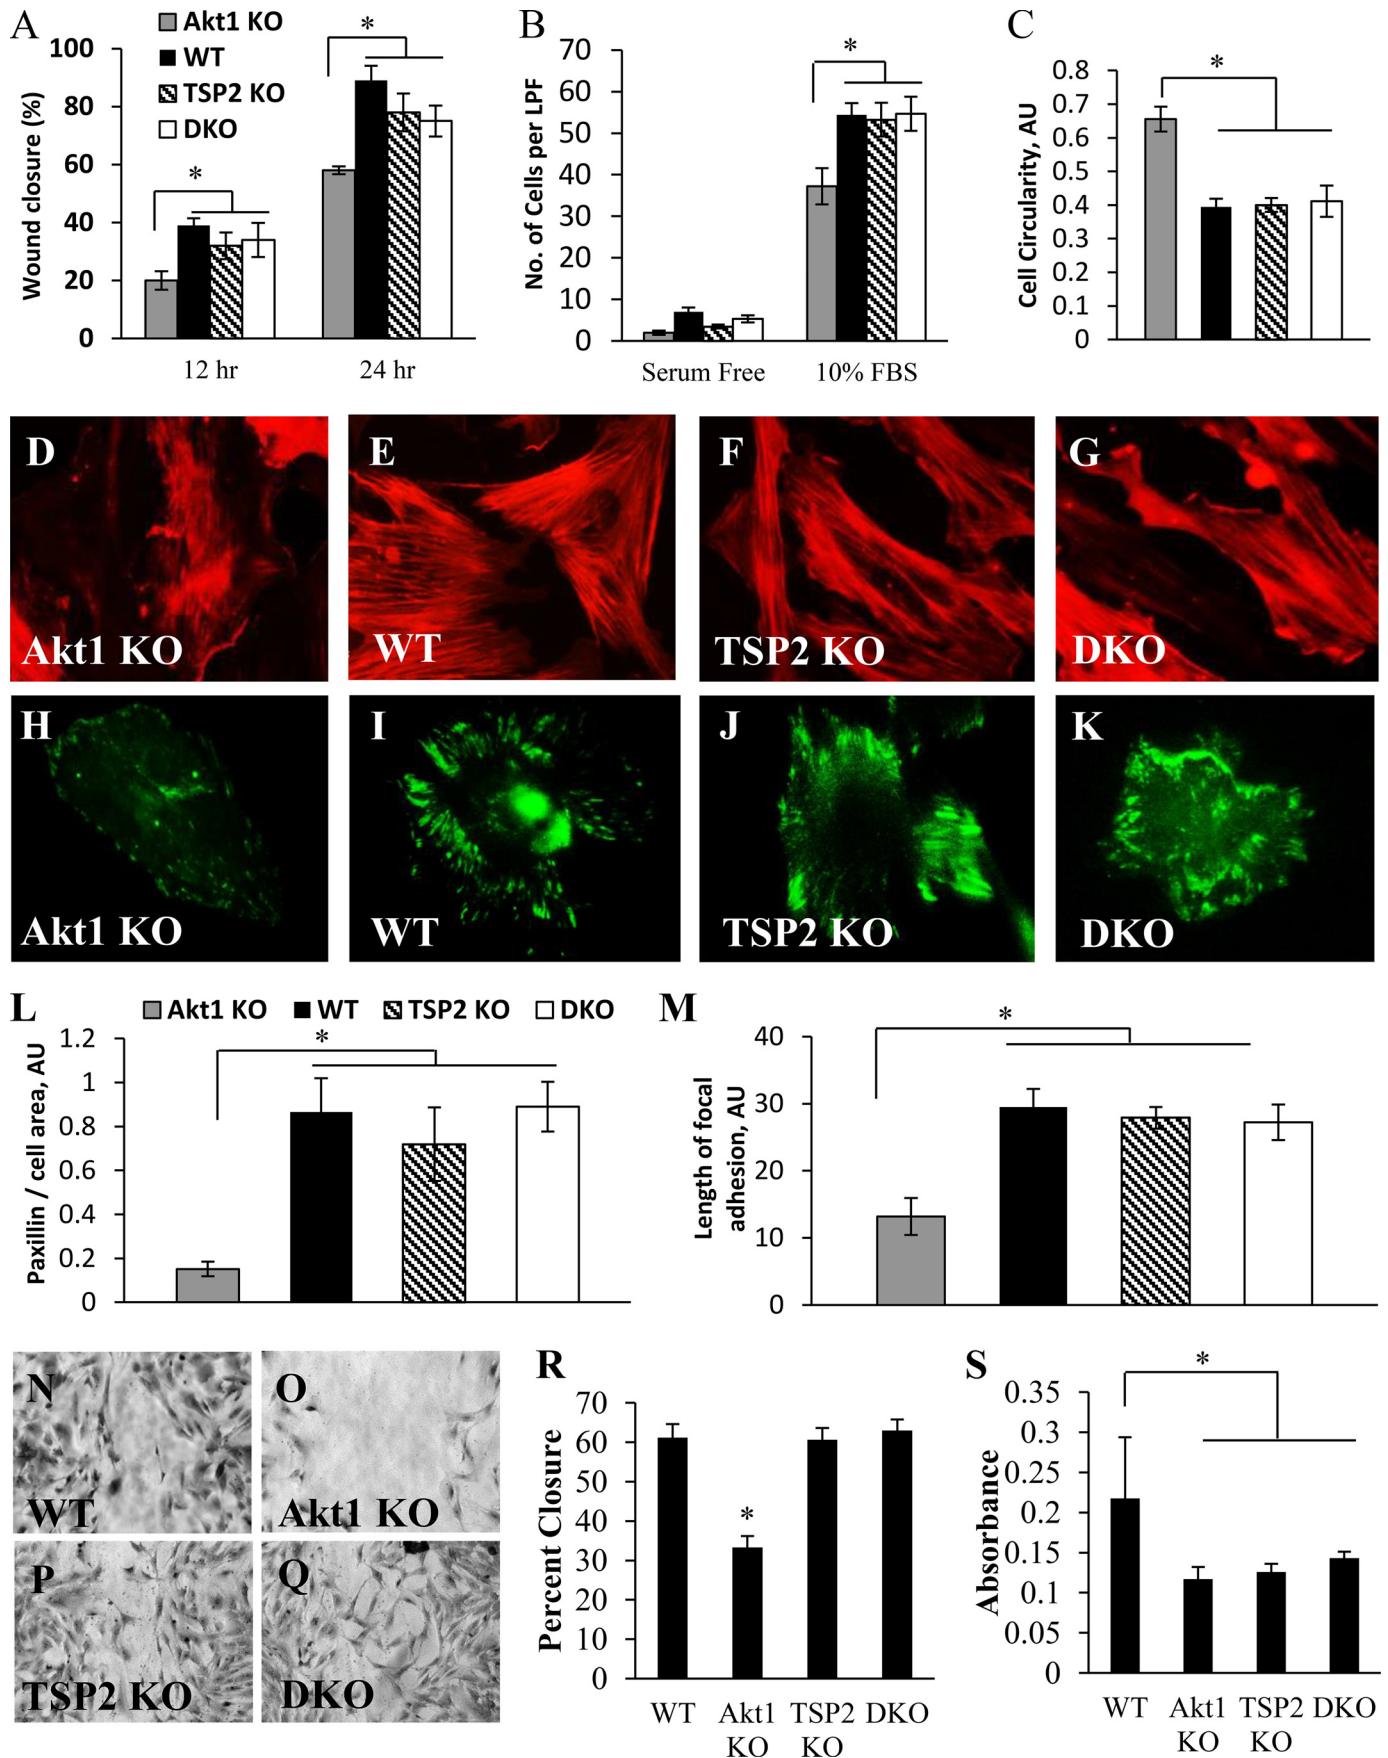 A
Akt1 KO
WT
TSP2 KO
DKO
Wound closure (%)
100
80
60
40
20
0
*
*
12 hr
24 hr
B
No. of Cells per LPF
70
60
50
40
30
20
10
0
*
Serum Free
10% FBS
C
Cell Circularity, AU
0.8
0.7
0.6
0.5
0.4
0.3
0.2
0.1
0
*
D
Akt1 KO
E
WT
F
TSP2 KO
G
DKO
H
Akt1 KO
I
WT
J
TSP2 KO
K
DKO
L
Akt1 KO WT TSP2 KO DKO
Paxillin / cell area, AU
1.2
1
0.8
0.6
0.4
0.2
0
*
M
Length of focal
adhesion, AU
40
30
20
10
0
*
N
WT
O
Akt1 KO
P
TSP2 KO
Q
DKO
R
Percent Closure
70
60
50
40
30
20
10
0
*
WT
Akt1
KO
TSP2
KO
DKO
S
Absorbance
0.35
0.3
0.25
0.2
0.15
0.1
0.05
0
*
WT
Akt1
KO
TSP2
KO
DKO